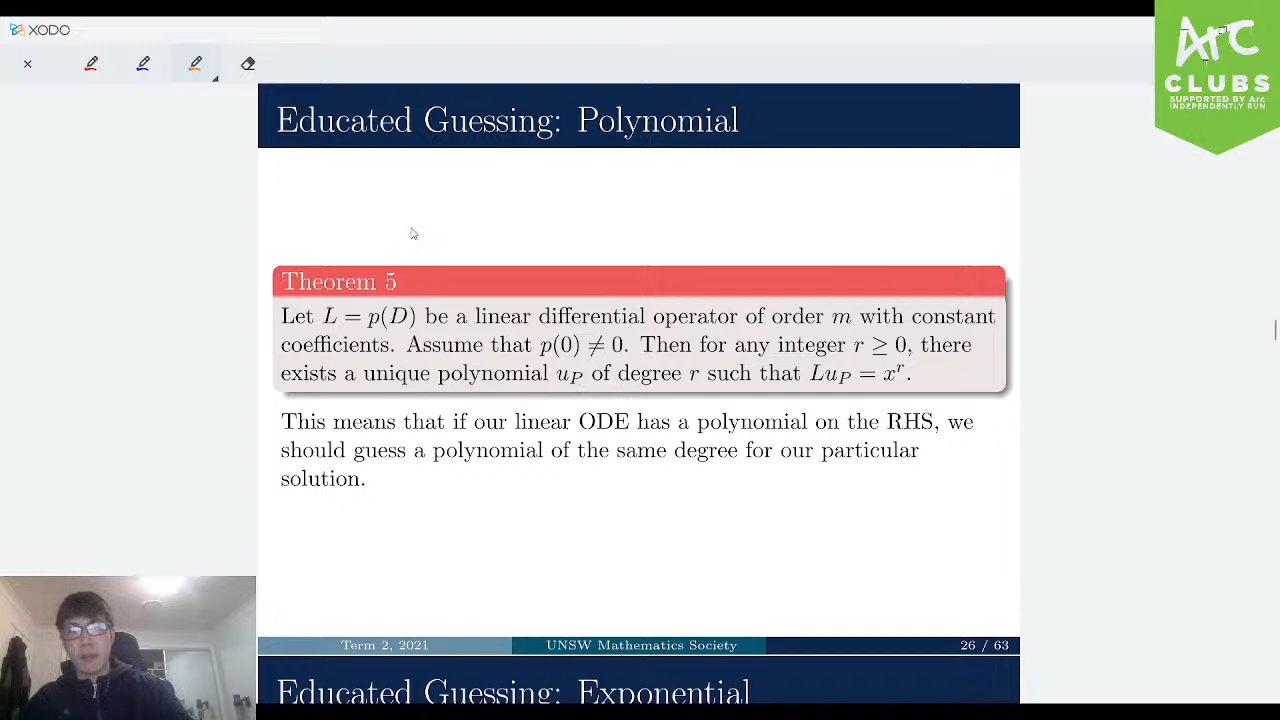 XODO
Arc
CLUBS
SUPPORTED BY Arc
INDEPENDENTLY RUN
Educated Guessing: Polynomial
Theorem 5
Let L = p(D) be a linear differential operator of order m with constant
coefficients. Assume that p(0) ≠ 0. Then for any integer r ≥ 0, there
exists a unique polynomial u_P of degree r such that Lu_P = x^r.
This means that if our linear ODE has a polynomial on the RHS, we
should guess a polynomial of the same degree for our particular
solution.
Term 2, 2021 UNSW Mathematics Society 26 / 63
Educated Guessing: Exponential